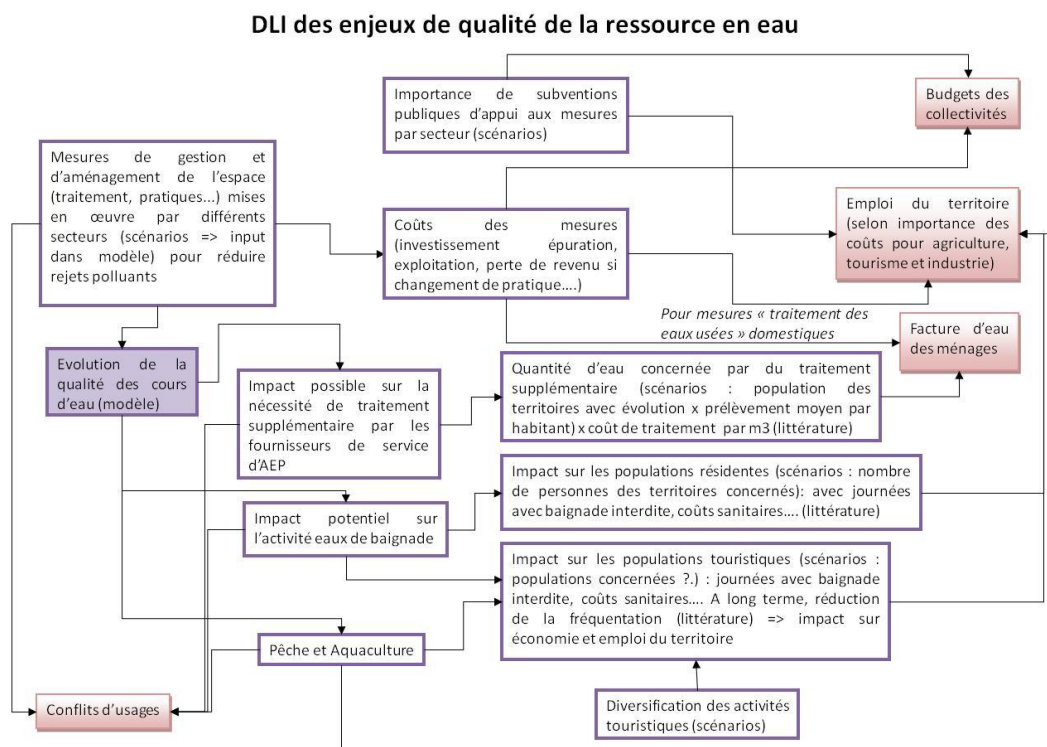 DLI des enjeux de qualité de la ressource en eau
Importance de subventions
publiques d'appui aux mesures
par secteur (scénarios)
Budgets des
collectivités
Mesures de gestion et
d'aménagement de l'espace
(traitement, pratiques...) mises
en œuvre par différents
secteurs (scénarios => input
dans modèle) pour réduire
rejets polluants
Coûts des mesures
(investissement épuration,
exploitation, perte de revenu si
changement de pratique….)
Emploi du territoire
(selon importance des
coûts pour agriculture,
tourisme et industrie)
Pour mesures « traitement des
eaux usées » domestiques
Facture d'eau
des ménages
Evolution de la
qualité des cours
d'eau (modèle)
Impact possible sur la
nécessité de traitement
supplémentaire par les
fournisseurs de service
d'AEP
Quantité d'eau concernée par du traitement
supplémentaire (scénarios : population des
territoires avec évolution x prélèvement moyen par
habitant) x coût de traitement par m3 (littérature)
Impact sur les populations résidentes (scénarios : nombre
de personnes des territoires concernés): avec journées
avec baignade interdite, coûts sanitaires…. (littérature)
Impact potentiel sur
l'activité eaux de baignade
Impact sur les populations touristiques (scénarios :
populations concernées ?.) : journées avec baignade
interdite, coûts sanitaires…. A long terme, réduction
de la fréquentation (littérature) => impact sur
économie et emploi du territoire
Pêche et Aquaculture
Conflits d'usages
Diversification des activités
touristiques (scénarios)